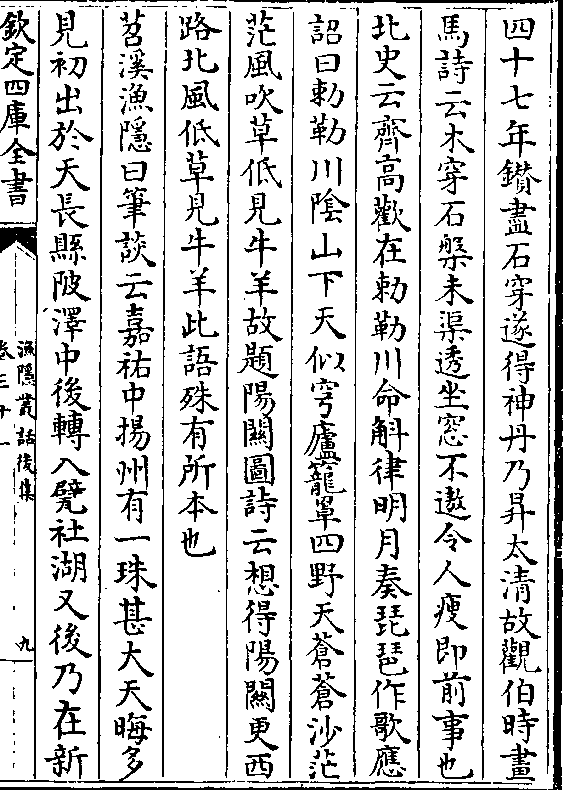 四十七年鑚盡石穿遂得神丹乃昇太清故觀伯時畫
馬詩云木穿石槃未渠透坐窓不遨令人瘦即前事也
北史云齊高歡在勅勒川命斛律明月奏琵琶作歌應
詔曰勅勒川陰山下天似穹廬籠罩四野天蒼蒼沙茫
茫風吹草低見牛羊故題陽關圖詩云想得陽關更西
路北風低草見牛羊此語殊有所本也
苕溪漁隱曰筆談云嘉祐中揚州有一珠甚大天晦多
見初出於天長縣陂澤中後轉入甓社湖又後乃在新
欽定四庫全書
漁隱叢話後集
卷三十一
九